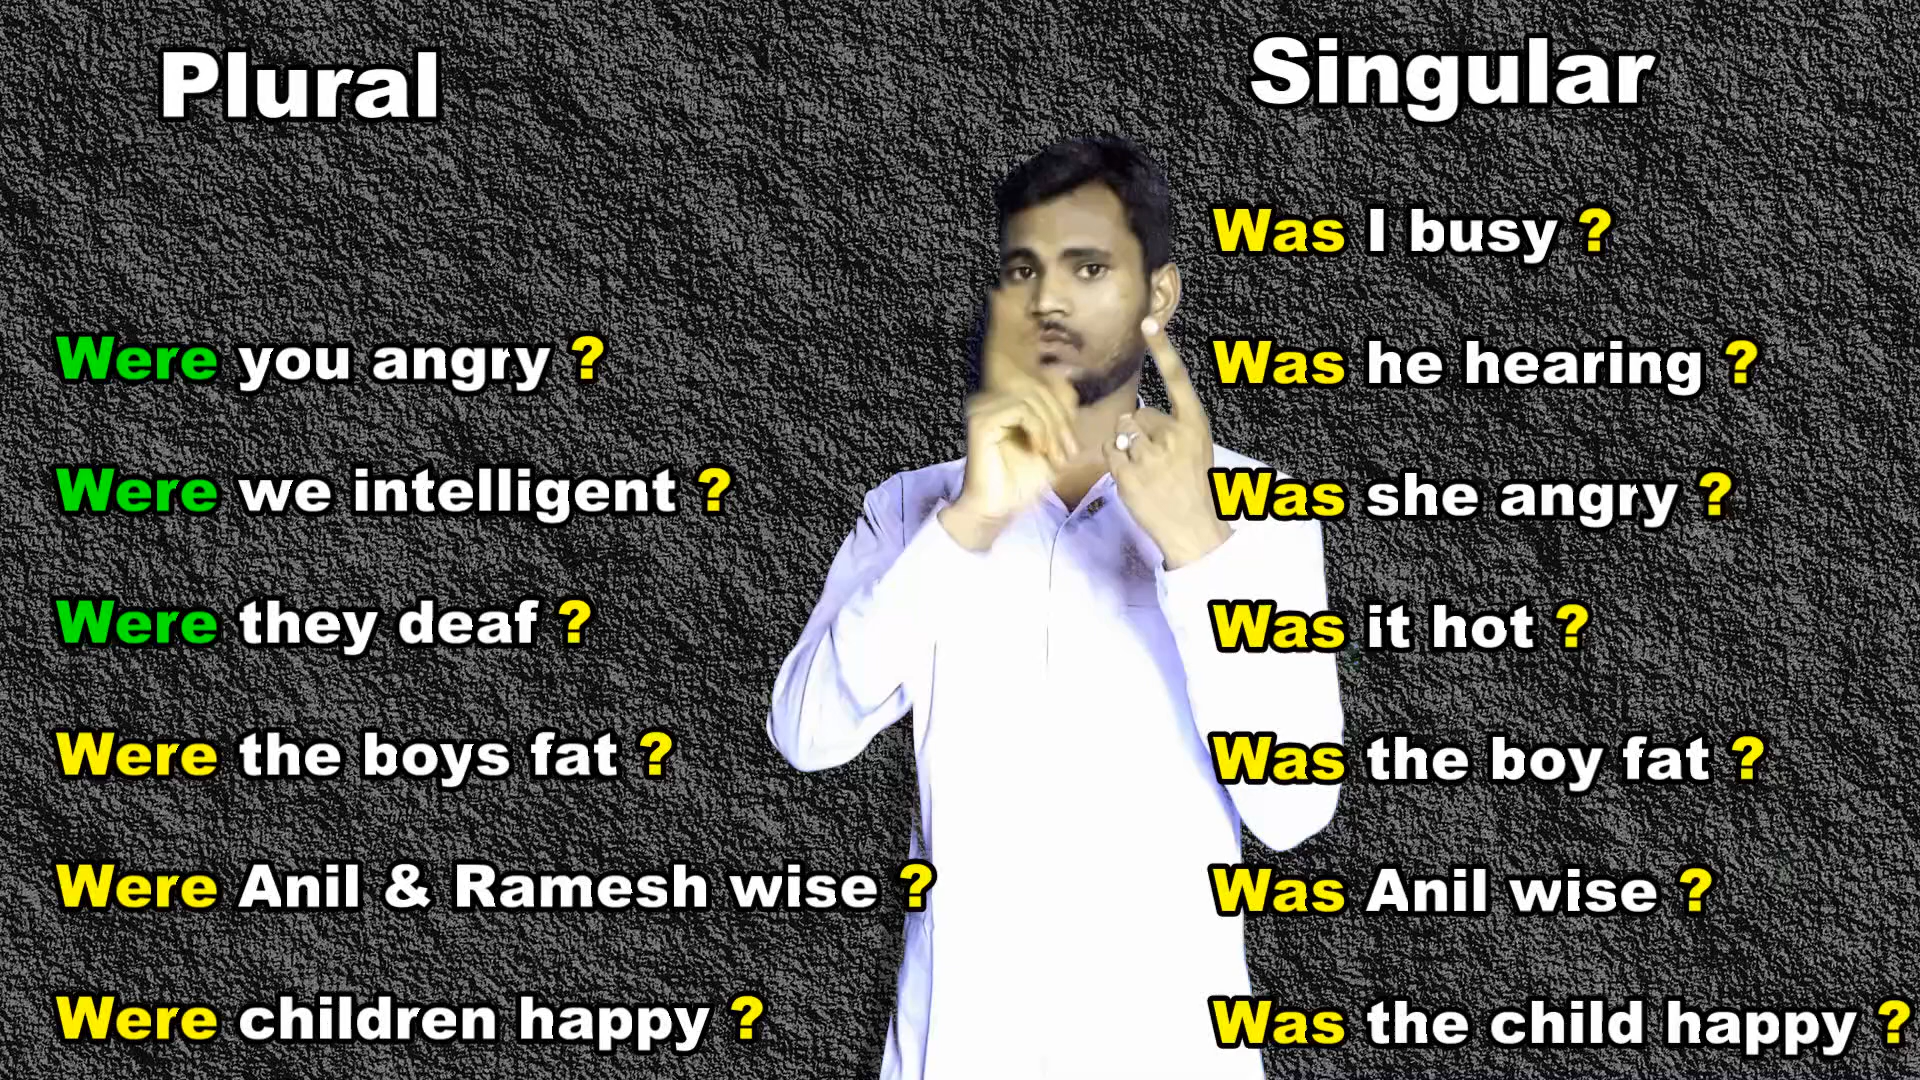 Plural
Were you angry ?
Were we intelligent ?
Were they deaf ?
Were the boys fat ?
Were Anil & Ramesh wise ?
Were children happy ?
Singular
Was I busy ?
Was he hearing ?
Was she angry ?
Was it hot ?
Was the boy fat ?
Was Anil wise ?
Was the child happy ?